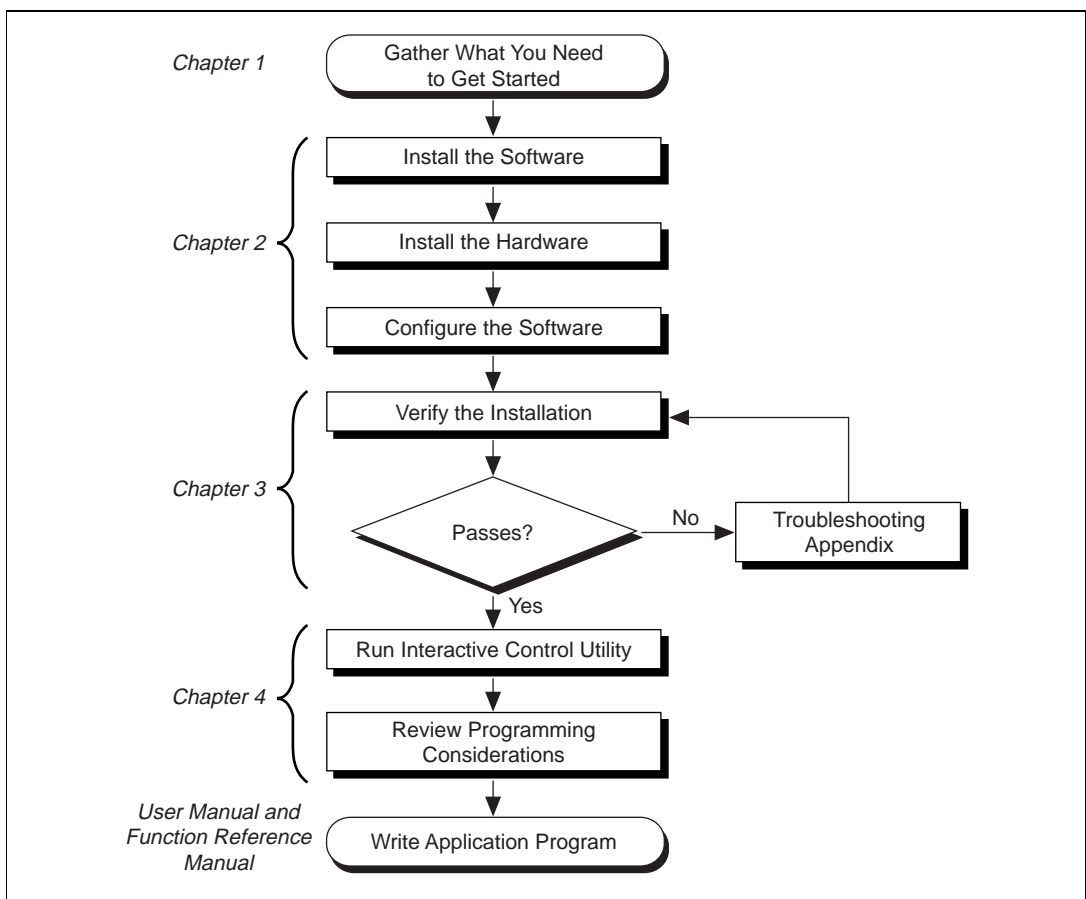 Chapter 1
Gather What You Need
to Get Started
Install the Software
Chapter 2
Install the Hardware
Configure the Software
Verify the Installation
Chapter 3
Passes?
No
Troubleshooting
Appendix
Yes
Run Interactive Control Utility
Chapter 4
Review Programming
Considerations
User Manual and
Function Reference
Manual
Write Application Program